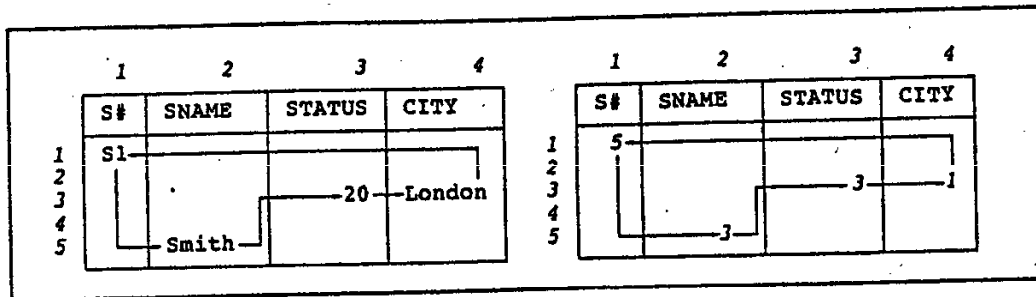 1 2 3 4 1 2 3 4
S# SNAME STATUS CITY S# SNAME STATUS CITY
1 S1 1 5
2 2
3 20 London 3 3 1
4 4
5 Smith 5 3